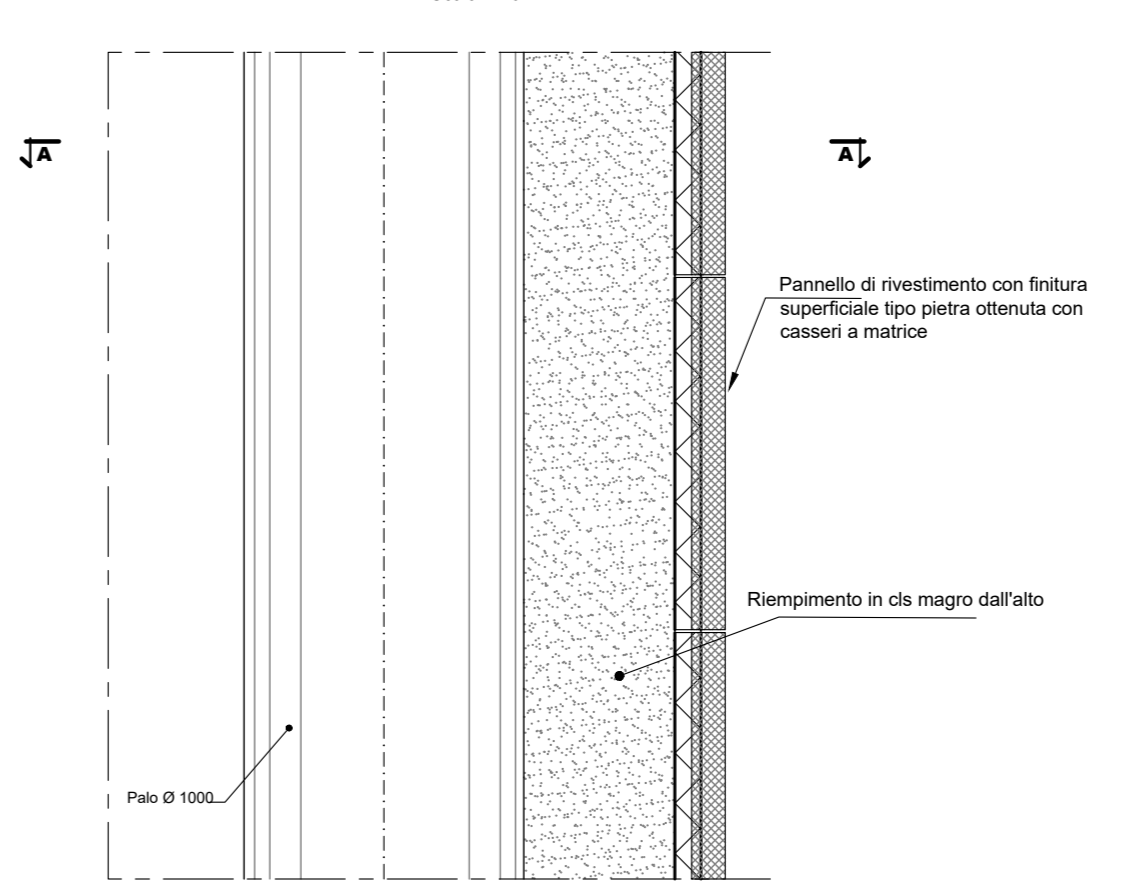 A A
Pannello di rivestimento con finitura
superficiale tipo pietra ottenuta con
casseri a matrice
Riempimento in cls magro dall'alto
Palo Ø 1000